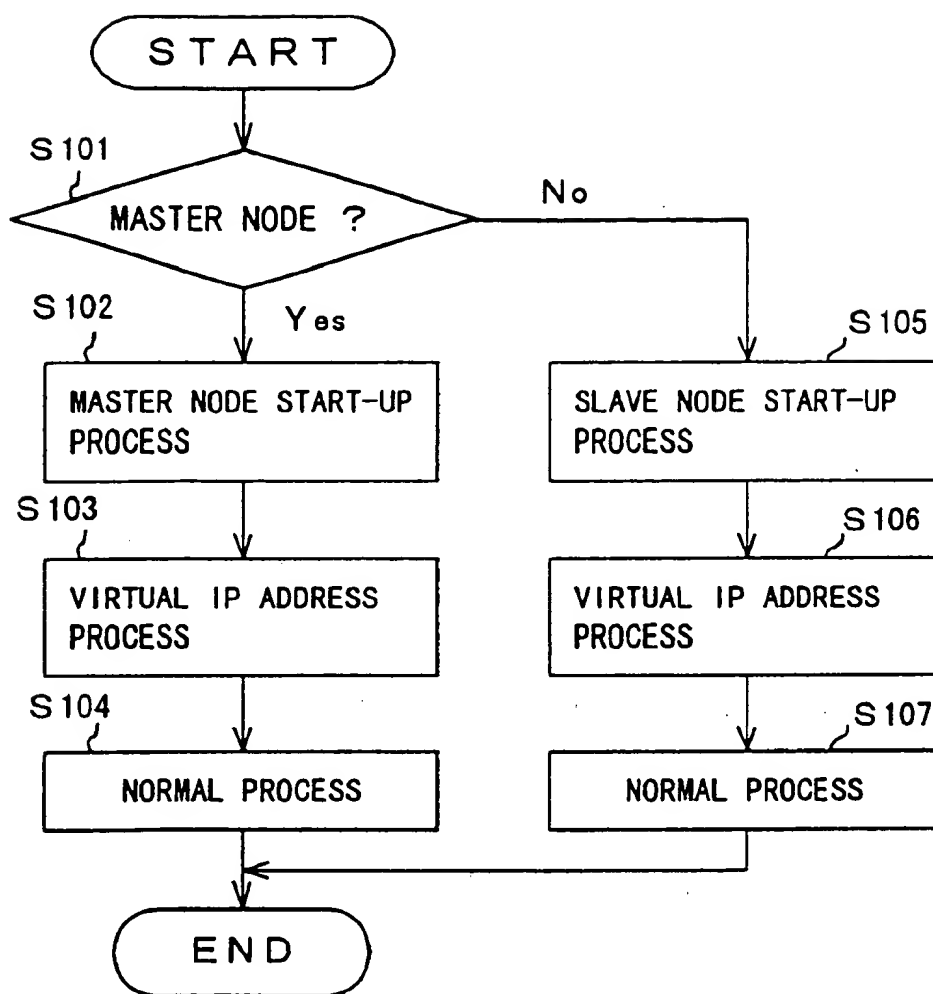 START
S101
MASTER NODE ?
No
Yes
S102
MASTER NODE START-UP
PROCESS
S103
VIRTUAL IP ADDRESS
PROCESS
S104
NORMAL PROCESS
S105
SLAVE NODE START-UP
PROCESS
S106
VIRTUAL IP ADDRESS
PROCESS
S107
NORMAL PROCESS
END